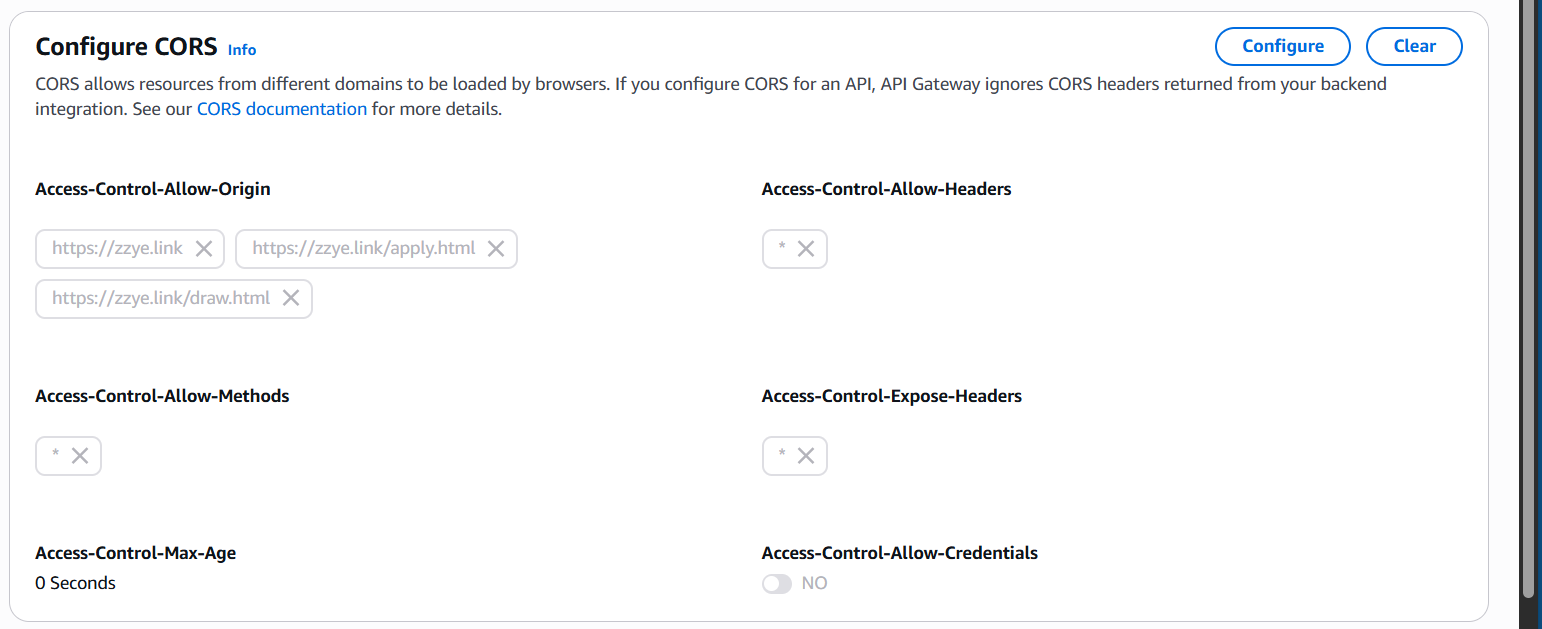 Configure CORS Info
Configure
Clear
CORS allows resources from different domains to be loaded by browsers. If you configure CORS for an API, API Gateway ignores CORS headers returned from your backend
integration. See our CORS documentation for more details.
Access-Control-Allow-Origin
https://zzye.link
https://zzye.link/apply.html
https://zzye.link/draw.html
Access-Control-Allow-Headers
*
Access-Control-Allow-Methods
*
Access-Control-Expose-Headers
*
Access-Control-Max-Age
0 Seconds
Access-Control-Allow-Credentials
NO